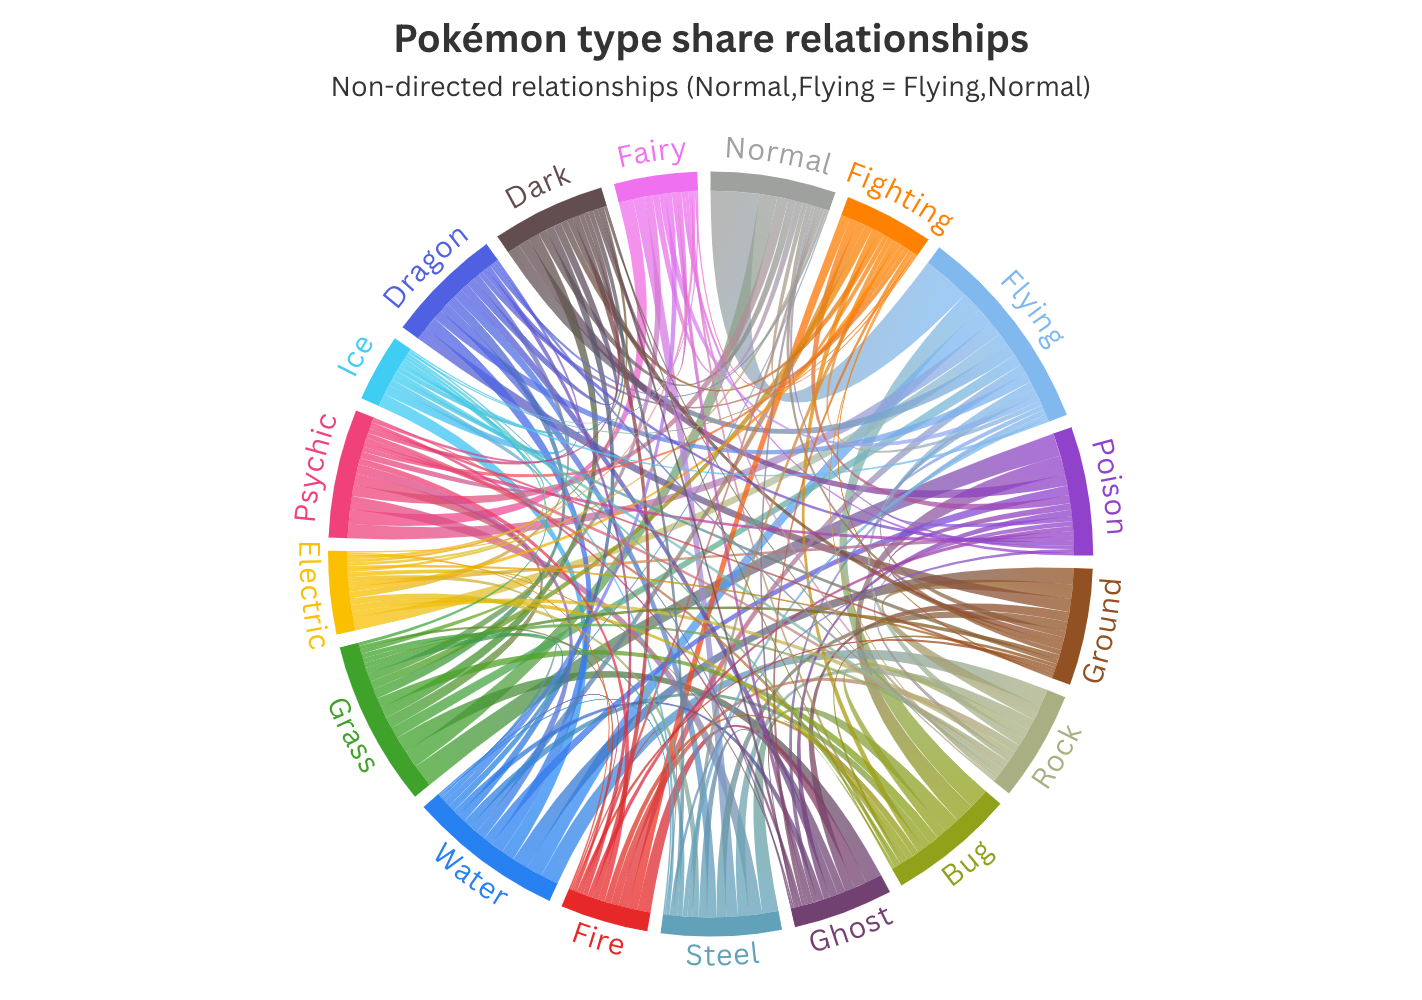 Pokémon type share relationships
Non-directed relationships (Normal,Flying = Flying,Normal)
Normal
Fighting
Flying
Poison
Ground
Rock
Bug
Ghost
Steel
Fire
Water
Grass
Electric
Psychic
Ice
Dragon
Dark
Fairy